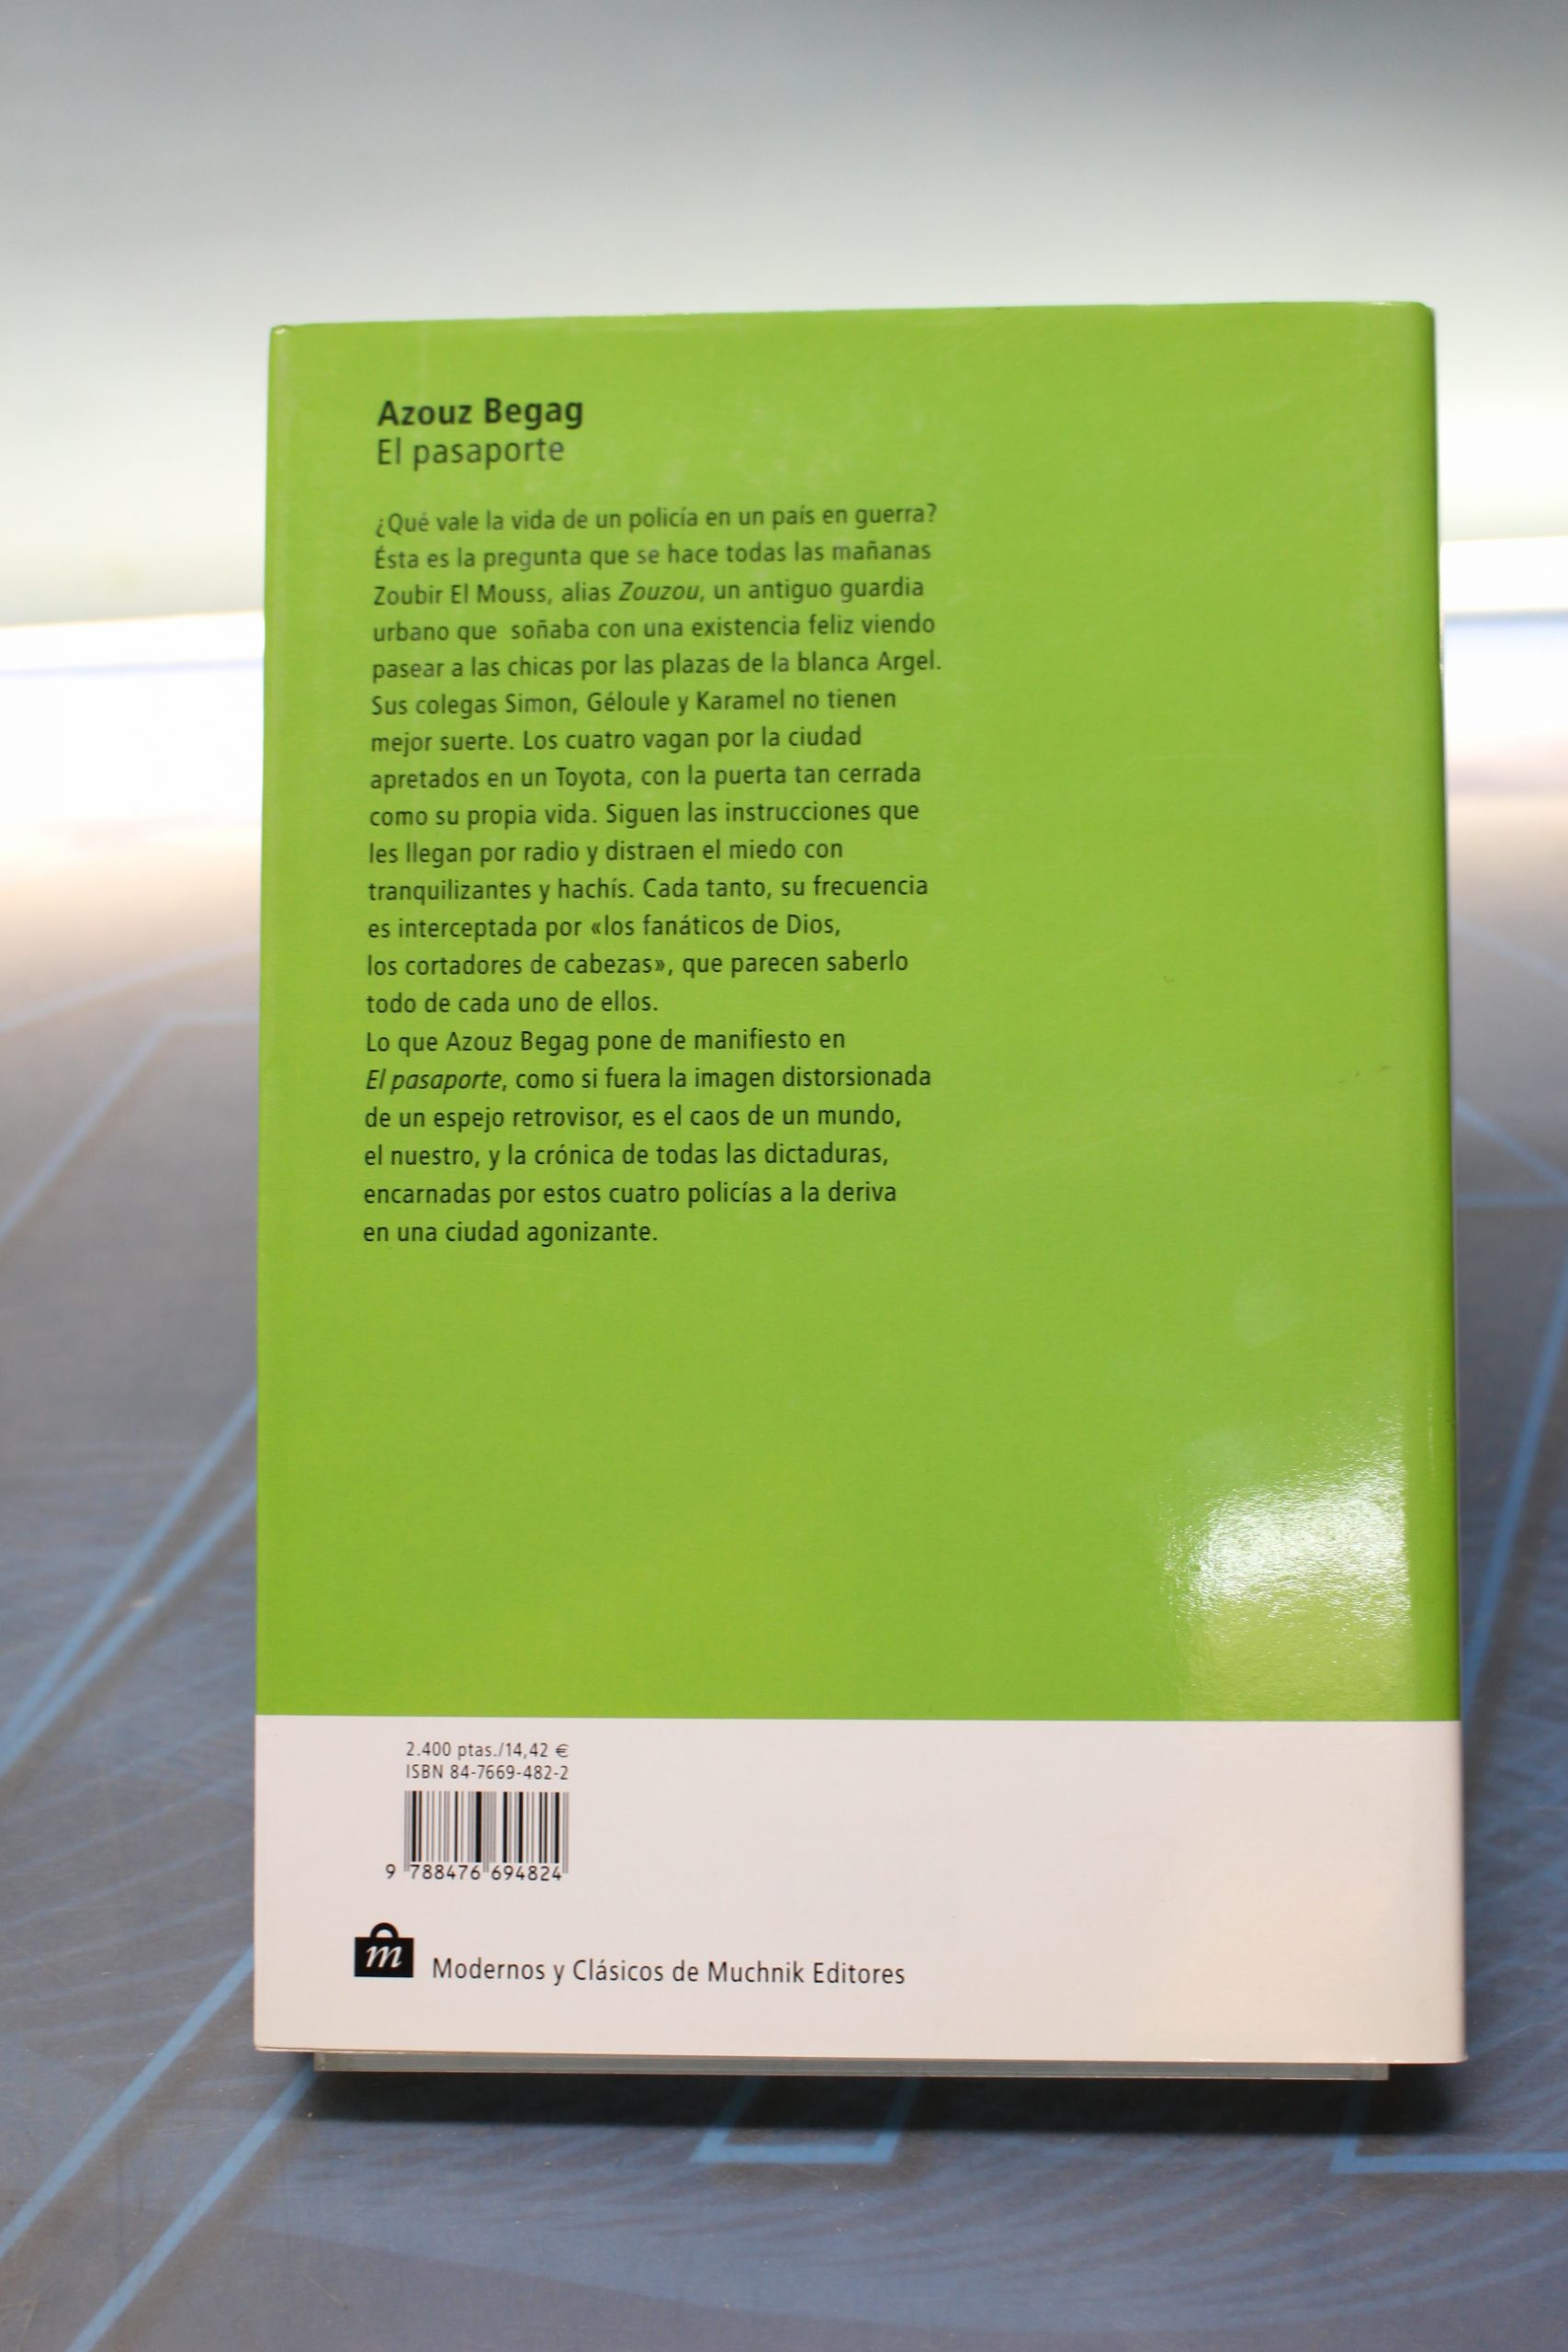 Azouz Begag
El pasaporte
¿Qué vale la vida de un policía en un país en guerra?
Ésta es la pregunta que se hace todas las mañanas
Zoubir El Mouss, alias Zouzou, un antiguo guardia
urbano que soñaba con una existencia feliz viendo
pasear a las chicas por las plazas de la blanca Argel.
Sus colegas Simon, Géloule y Karamel no tienen
mejor suerte. Los cuatro vagan por la ciudad
apretados en un Toyota, con la puerta tan cerrada
como su propia vida. Siguen las instrucciones que
les llegan por radio y distraen el miedo con
tranquilizantes y hachís. Cada tanto, su frecuencia
es interceptada por «los fanáticos de Dios,
los cortadores de cabezas», que parecen saberlo
todo de cada uno de ellos.
Lo que Azouz Begag pone de manifiesto en
El pasaporte, como si fuera la imagen distorsionada
de un espejo retrovisor, es el caos de un mundo,
el nuestro, y la crónica de todas las dictaduras,
encarnadas por estos cuatro policías a la deriva
en una ciudad agonizante.
2.400 ptas./14,42 €
ISBN 84-7669-482-2
9 788476 694824
m
Modernos y Clásicos de Muchnik Editores